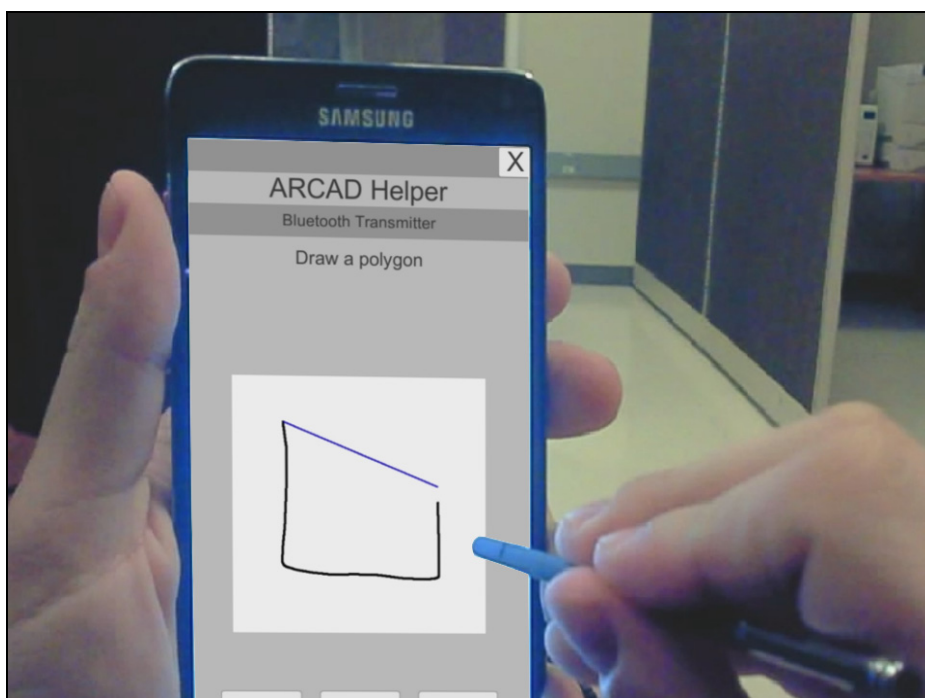 SAMSUNG
X
ARCAD Helper
Bluetooth Transmitter
Draw a polygon